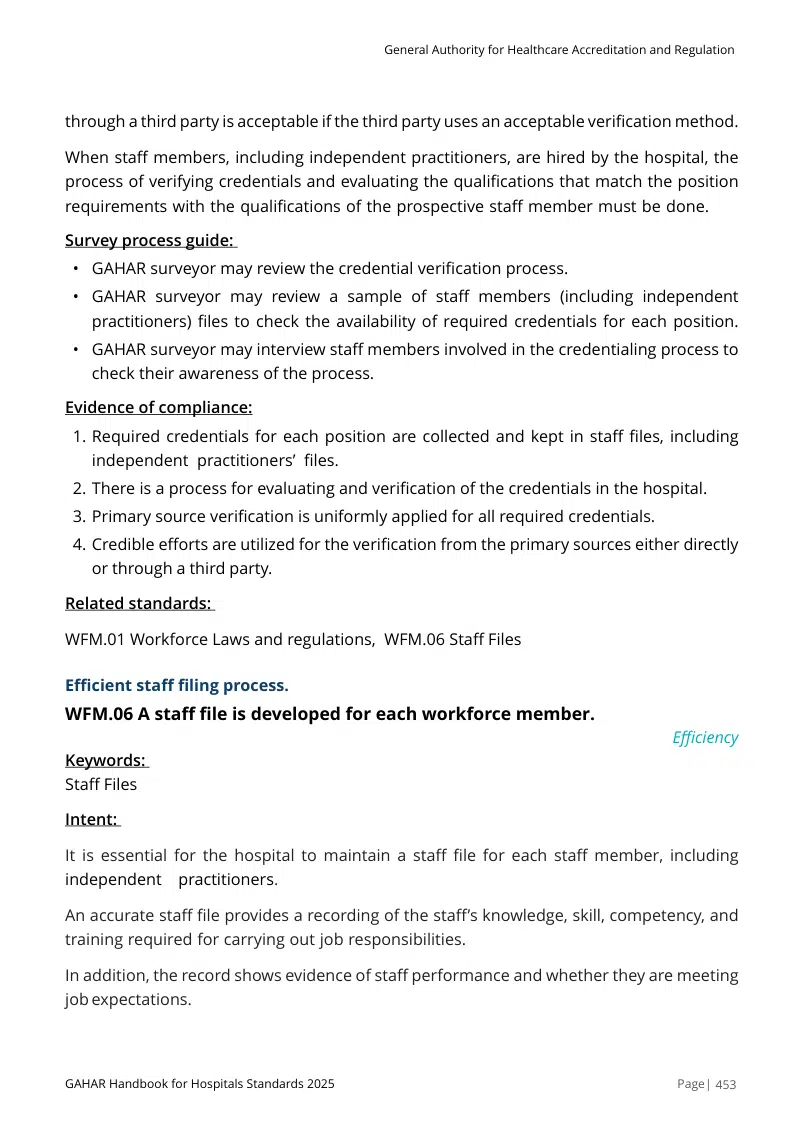 General Authority for Healthcare Accreditation and Regulation
through a third party is acceptable if the third party uses an acceptable verification method.
When staff members, including independent practitioners, are hired by the hospital, the
process of verifying credentials and evaluating the qualifications that match the position
requirements with the qualifications of the prospective staff member must be done.
Survey process guide:
• GAHAR surveyor may review the credential verification process.
• GAHAR surveyor may review a sample of staff members (including independent
practitioners) files to check the availability of required credentials for each position.
• GAHAR surveyor may interview staff members involved in the credentialing process to
check their awareness of the process.
Evidence of compliance:
1. Required credentials for each position are collected and kept in staff files, including
independent practitioners’ files.
2. There is a process for evaluating and verification of the credentials in the hospital.
3. Primary source verification is uniformly applied for all required credentials.
4. Credible efforts are utilized for the verification from the primary sources either directly
or through a third party.
Related standards:
WFM.01 Workforce Laws and regulations, WFM.06 Staff Files
Efficient staff filing process.
WFM.06 A staff file is developed for each workforce member.
Efficiency
Keywords:
Staff Files
Intent:
It is essential for the hospital to maintain a staff file for each staff member, including
independent practitioners.
An accurate staff file provides a recording of the staff’s knowledge, skill, competency, and
training required for carrying out job responsibilities.
In addition, the record shows evidence of staff performance and whether they are meeting
job expectations.
GAHAR Handbook for Hospitals Standards 2025 Page| 453